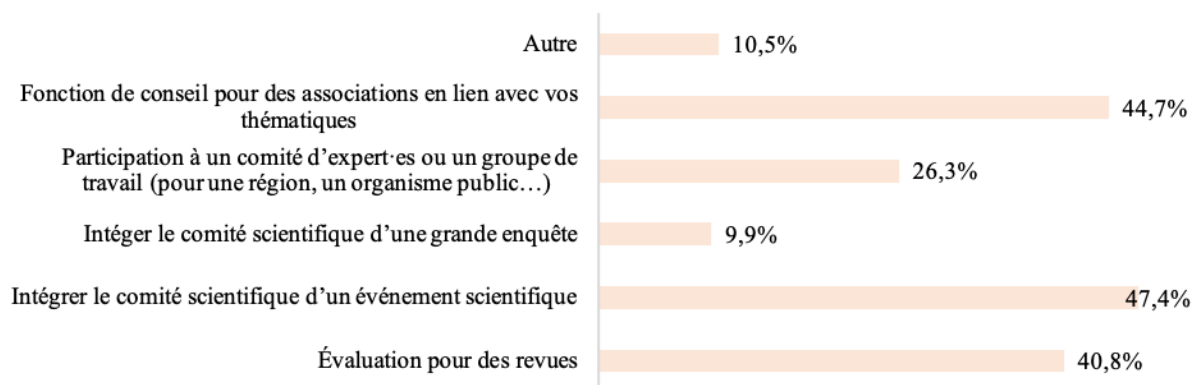 Autre
10,5%
Fonction de conseil pour des associations en lien avec vos
thématiques
44,7%
Participation à un comité d’expert·es ou un groupe de
travail (pour une région, un organisme public…)
26,3%
Intéger le comité scientifique d’une grande enquête
9,9%
Intégrer le comité scientifique d’un événement scientifique
47,4%
Évaluation pour des revues
40,8%